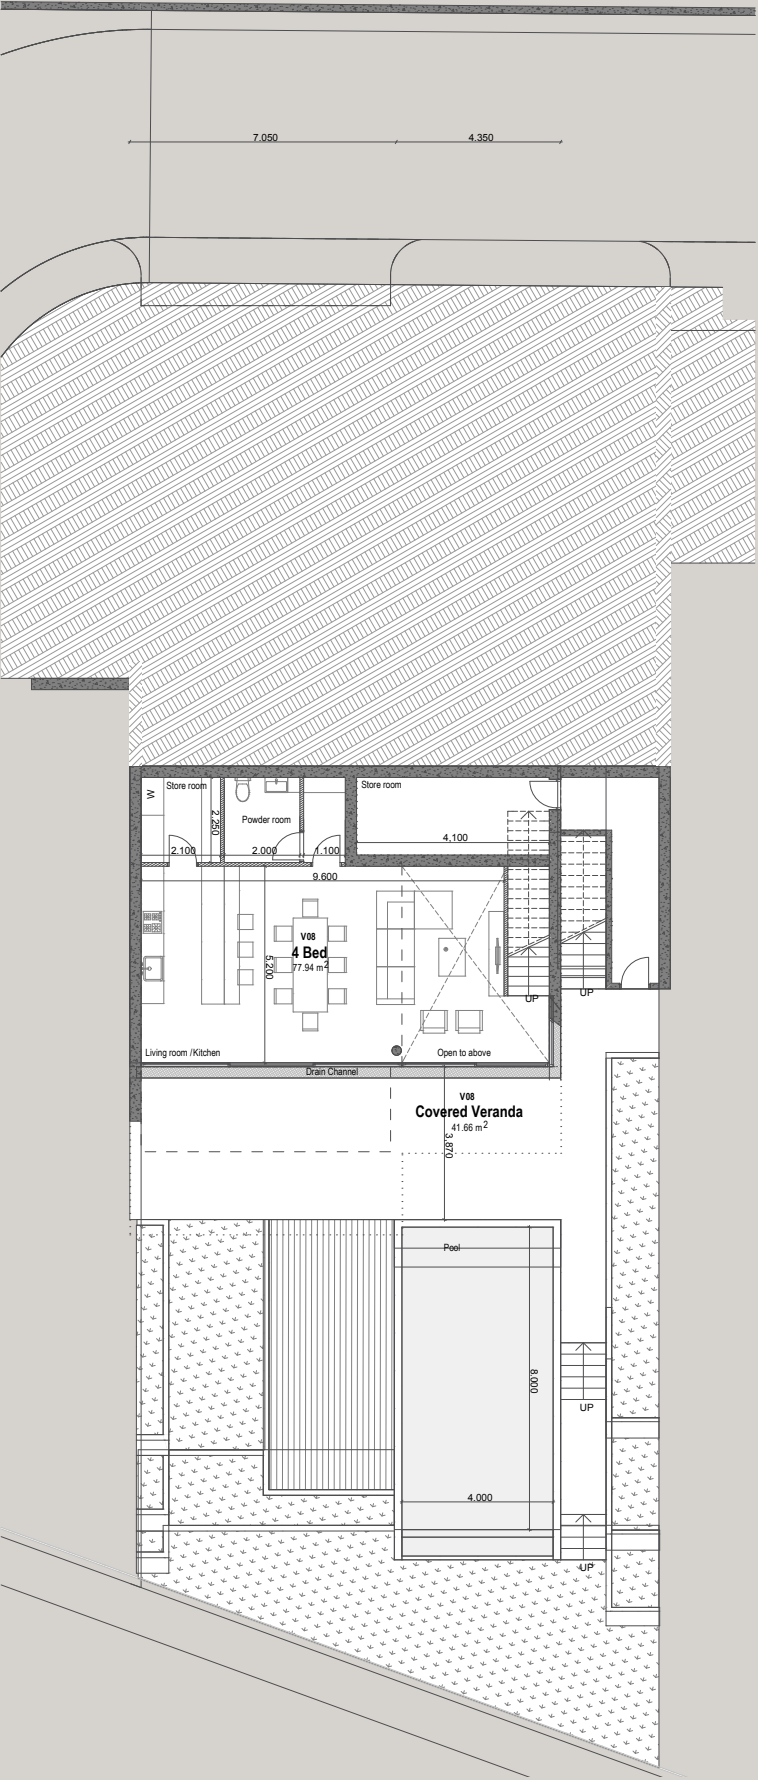 7.050
4.350
Store room
W
2.250
Powder room
Store room
2.100
2.000
1.100
4,100
9.600
V08
4 Bed
77.94 m2
5.200
UP
UP
Living room /Kitchen
Open to above
Drain Channel
V08
Covered Veranda
41.66 m2
3.870
Pool
8.000
UP
4.000
UP